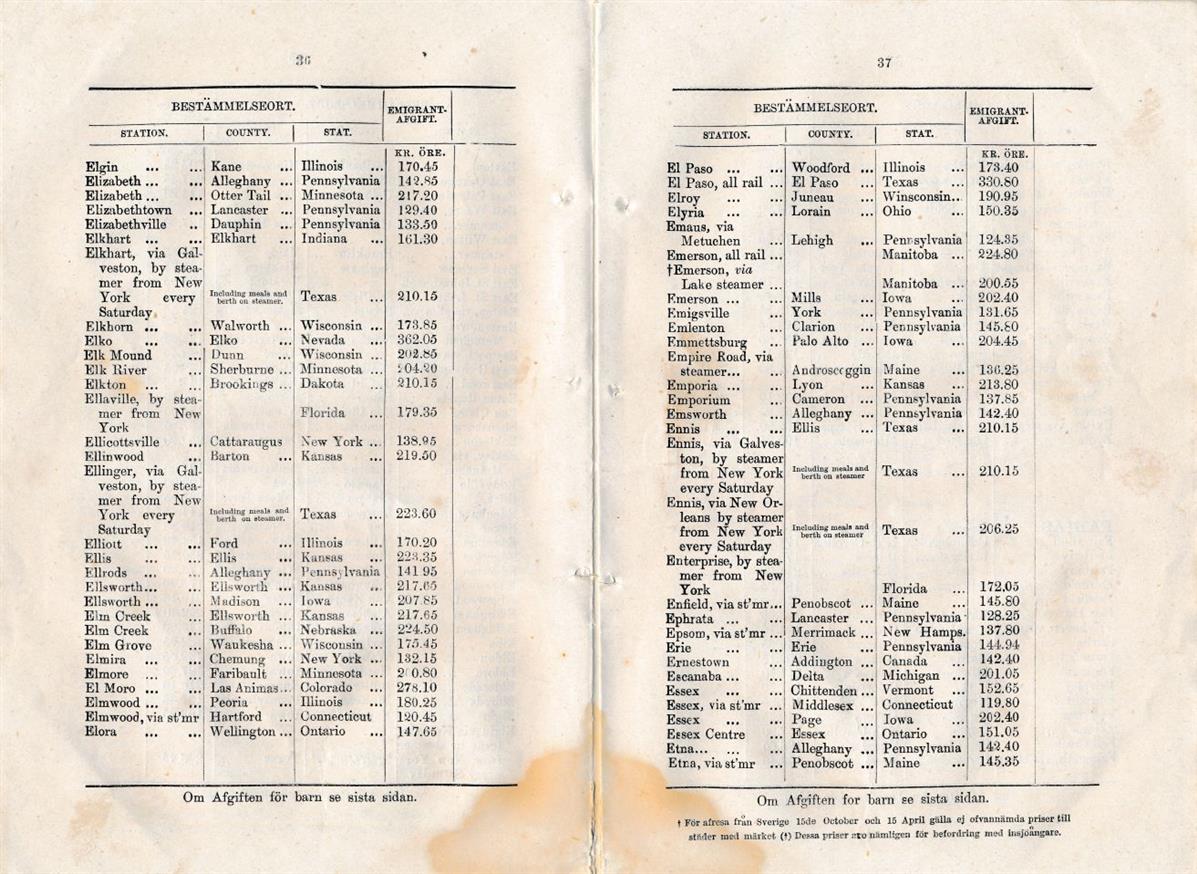 36
BESTÄMMELSEORT. EMIGRANT-
AFGIFT.
STATION. COUNTY. STAT.
KR. ÖRE.
Elgin ... ... Kane ... Illinois ... 170.45
Elizabeth ... ... Alleghany ... Pennsylvania 142.85
Elizabeth ... ... Otter Tail ... Minnesota ... 217.20
Elizabethtown ... Lancaster ... Pennsylvania 129.40
Elizabethville .. Dauphin ... Pennsylvania 133.50
Elkhart ... ... Elkhart ... Indiana ... 161.30
Elkhart, via Gal-
veston, by stea-
mer from New
York every Including meals and berth on steamer. Texas ... 210.15
Saturday
Elkhorn ... ... Walworth ... Wisconsin ... 173.85
Elko ... ... Elko ... Nevada ... 362.05
Elk Mound ... Dunn ... Wisconsin ... 202.85
Elk River ... Sherburne ... Minnesota ... 204.20
Elkton ... ... Brookings ... Dakota ... 210.15
Ellaville, by stea-
mer from New Florida ... 179.35
York
Ellicottsville ... Cattaraugus New York ... 138.95
Ellinwood ... Barton ... Kansas ... 219.50
Ellinger, via Gal-
veston, by stea-
mer from New
York every Including meals and berth on steamer. Texas ... 223.60
Saturday
Elliott ... ... Ford ... Illinois ... 170.20
Ellis ... ... Ellis ... Kansas ... 223.35
Ellrods ... ... Alleghany ... Pennsylvania 141 95
Ellsworth... ... Ellsworth ... Kansas ... 217.65
Ellsworth ... ... Madison ... Iowa ... 207.85
Elm Creek ... Ellsworth ... Kansas ... 217.65
Elm Creek ... Buffalo ... Nebraska ... 224.50
Elm Grove ... Waukesha ... Wisconsin ... 175.45
Elmira ... ... Chemung ... New York ... 132.15
Elmore ... ... Faribault ... Minnesota ...
El Moro ... ... Las Animas... Colorado ... 278.10
Elmwood ... ... Peoria ... Illinois ... 180.25
Elmwood, via st'mr Hartford ... Connecticut 120.45
Elora ... ... Wellington ... Ontario ... 147.65
Om Afgiften för barn se sista sidan.
37
BESTÄMMELSEORT. EMIGRANT-
AFGIFT.
STATION. COUNTY. STAT.
KR. ÖRE.
El Paso ... ... Woodford ... Illinois ... 173.40
El Paso, all rail ... El Paso ... Texas ... 330.80
Elroy ... ... Juneau ... Winsconsin... 190.95
Elyria ... ... Lorain ... Ohio ... 150.35
Emaus, via
Metuchen ... Lehigh ... Pennsylvania 124.35
Emerson, all rail ... Manitoba ... 224.80
†Emerson, via
Lake steamer ... Manitoba ... 200.55
Emerson ... ... Mills ... Iowa ... 202.40
Emigsville ... York ... Pennsylvania 131.65
Emlenton ... Clarion ... Pennsylvania 145.80
Emmettsburg ... Palo Alto ... Iowa ... 204.45
Empire Road, via
steamer... ... Androscoggin Maine ... 136.25
Emporia ... ... Lyon ... Kansas ... 213.80
Emporium ... Cameron ... Pennsylvania 137.85
Emsworth ... Alleghany ... Pennsylvania 142.40
Ennis ... ... Ellis ... Texas ... 210.15
Ennis, via Galves-
ton, by steamer
from New York Including meals and berth on steamer Texas ... 210.15
every Saturday
Ennis, via New Or-
leans by steamer
from New York Including meals and berth on steamer Texas ... 206.25
every Saturday
Enterprise, by stea-
mer from New
York Florida ... 172.05
Enfield, via st'mr... Penobscot ... Maine ... 145.80
Ephrata ... ... Lancaster ... Pennsylvania 128.25
Epsom, via st'mr ... Merrimack ... New Hamps. 137.80
Erie ... ... Erie ... Pennsylvania 144.94
Ernestown ... Addington ... Canada ... 142.40
Escanaba ... ... Delta ... Michigan ... 201.05
Essex ... ... Chittenden ... Vermont ... 152.65
Essex, via st'mr ... Middlesex ... Connecticut 119.80
Essex ... ... Page ... Iowa ... 202.40
Essex Centre ... Essex ... Ontario ... 151.05
Etna... ... ... Alleghany ... Pennsylvania 142.40
Etna, via st'mr ... Penobscot ... Maine ... 145.35
Om Afgiften for barn se sista sidan.
† För afresa från Sverige 15de October och 15 April gälla ej ofvannämda priser till
städer med märket (†) Dessa priser äro nämligen för befordring med insjöångare.